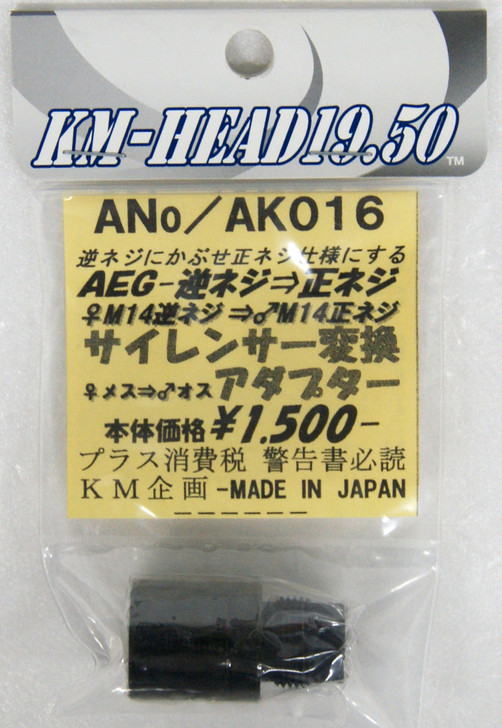 KM-HEAD19.50
TM
ANo/AK016
逆ネジにかぶせ正ネジ仕様にする
AEG-逆ネジ⇒正ネジ
♀M14逆ネジ⇒♂M14正ネジ
サイレンサー変換
♀メス⇒♂オス アダプター
本体価格¥1.500-
プラス消費税 警告書必読
KM企画-MADE IN JAPAN
------